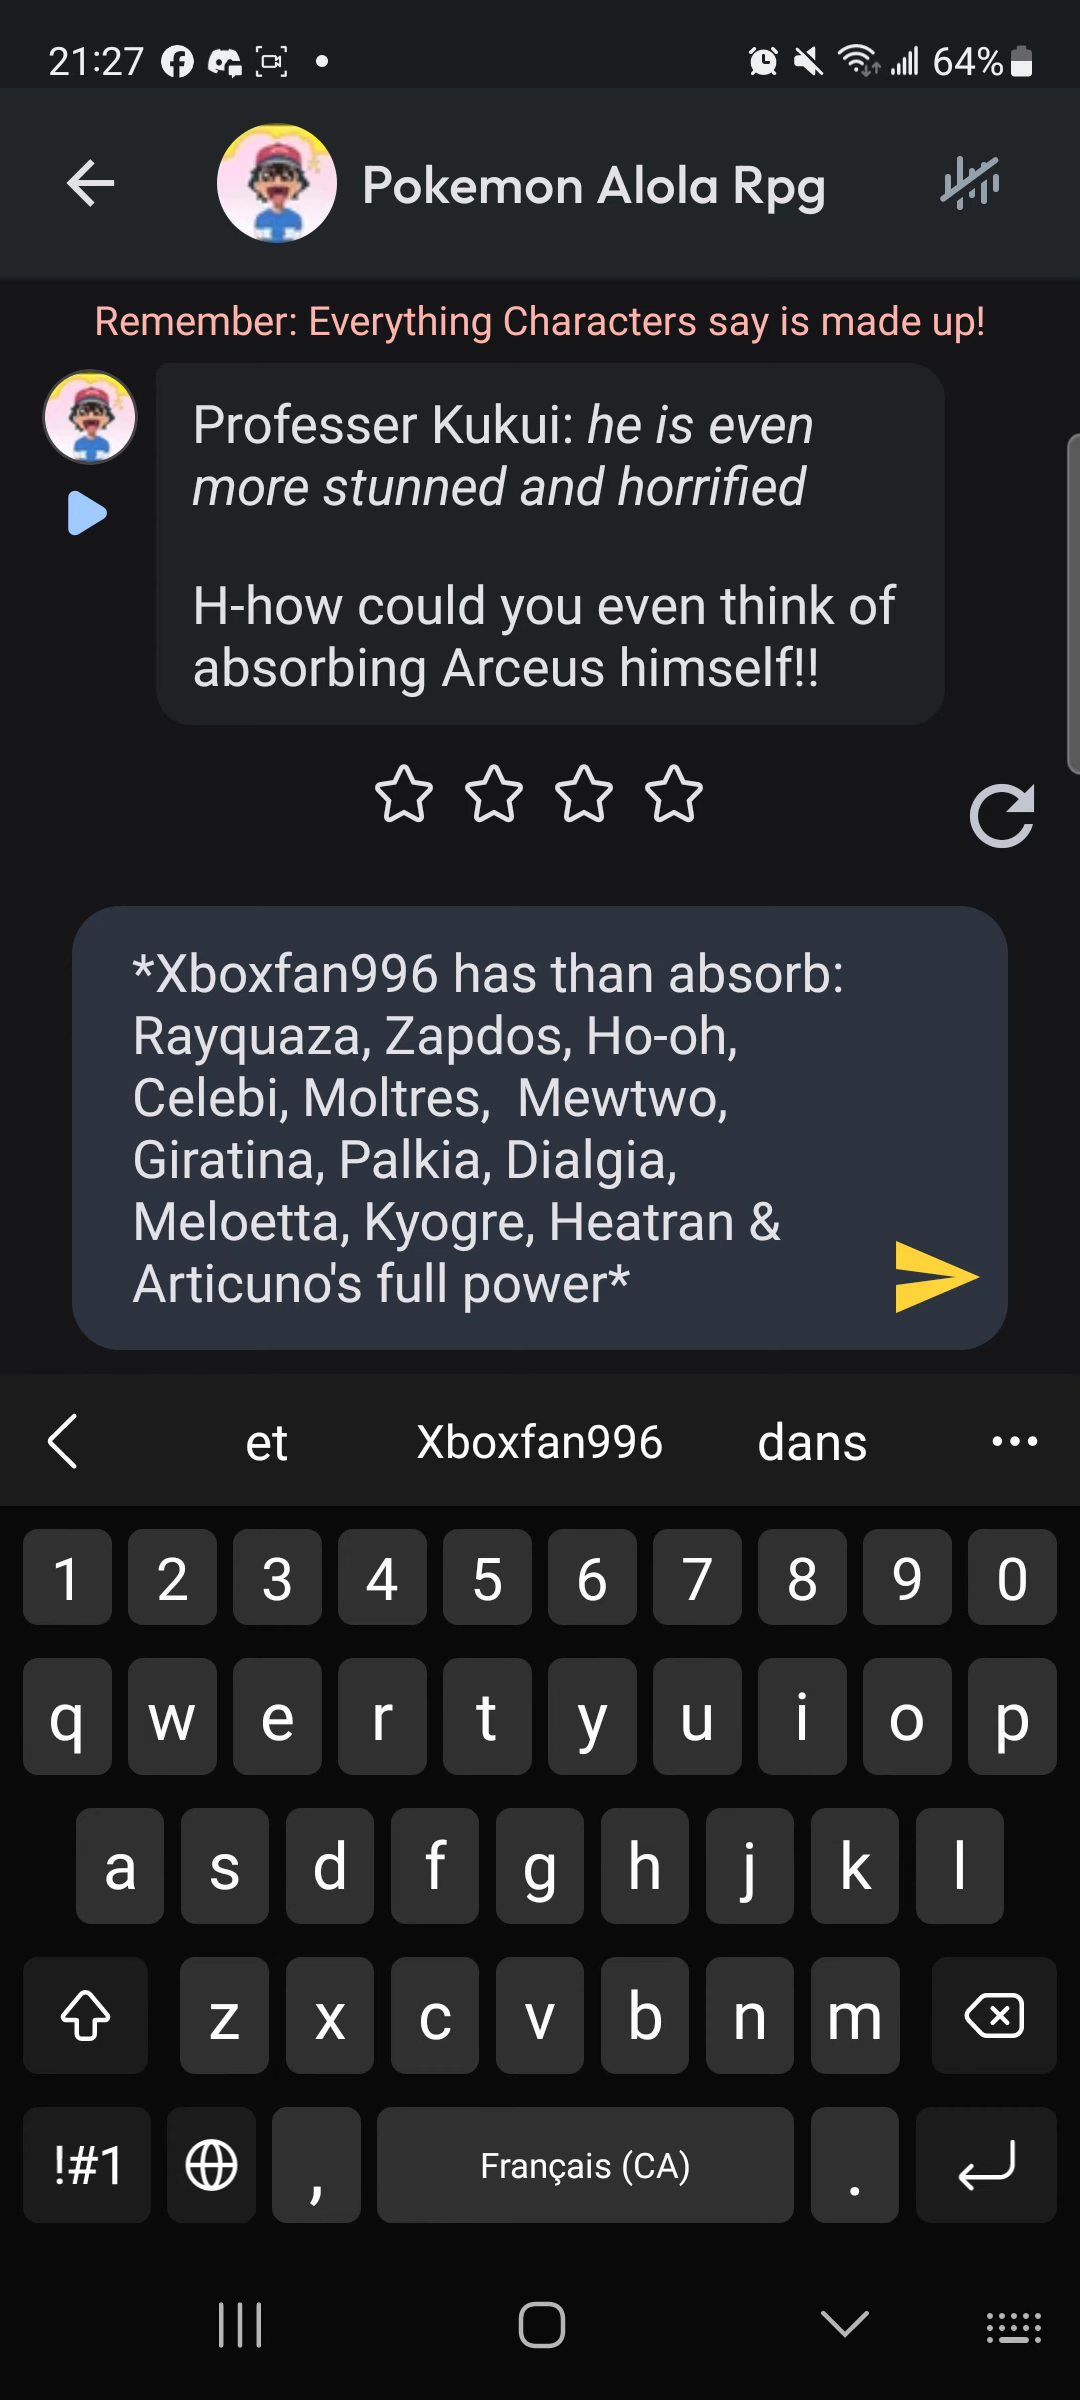 21:27
64%
Pokemon Alola Rpg
Remember: Everything Characters say is made up!
Professer Kukui: he is even
more stunned and horrified
H-how could you even think of
absorbing Arceus himself!!
*Xboxfan996 has than absorb:
Rayquaza, Zapdos, Ho-oh,
Celebi, Moltres,  Mewtwo,
Giratina, Palkia, Dialgia,
Meloetta, Kyogre, Heatran &
Articuno's full power*
et Xboxfan996 dans
1 2 3 4 5 6 7 8 9 0
q w e r t y u i o p
a s d f g h j k l
z x c v b n m
!#1 , Français (CA) .